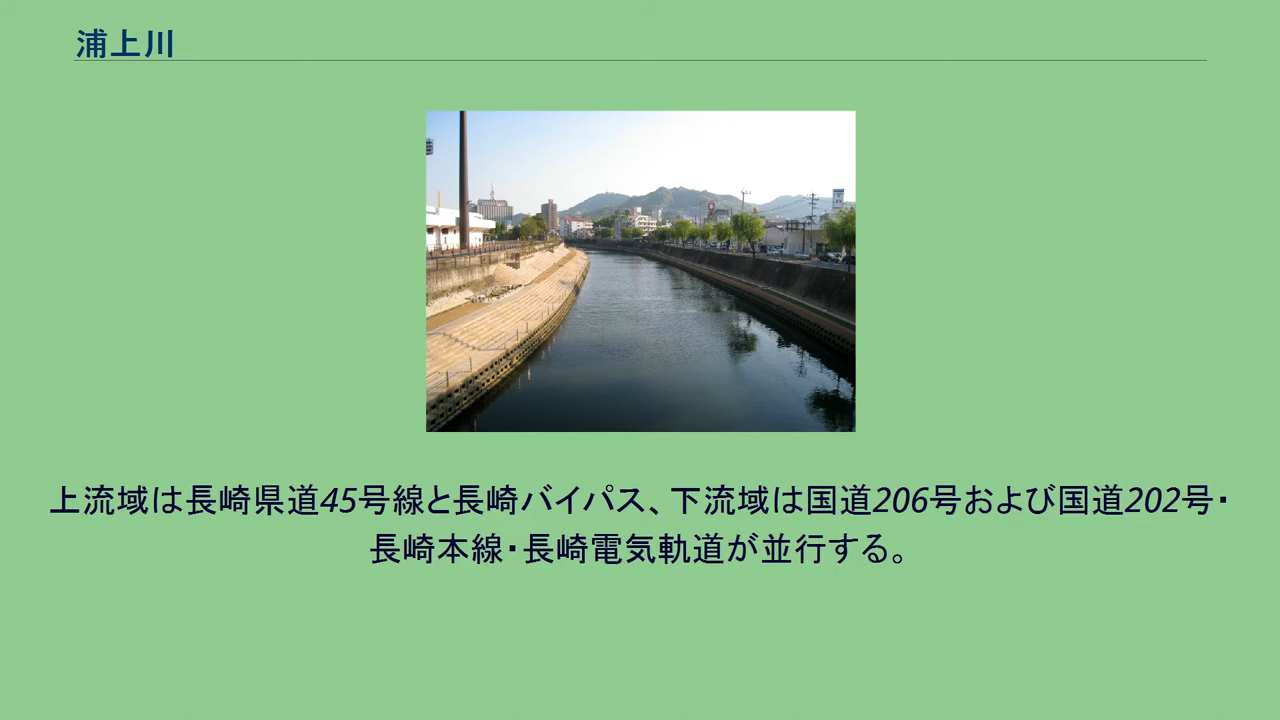 浦上川
上流域は長崎県道45号線と長崎バイパス、下流域は国道206号および国道202号・
長崎本線・長崎電気軌道が並行する。